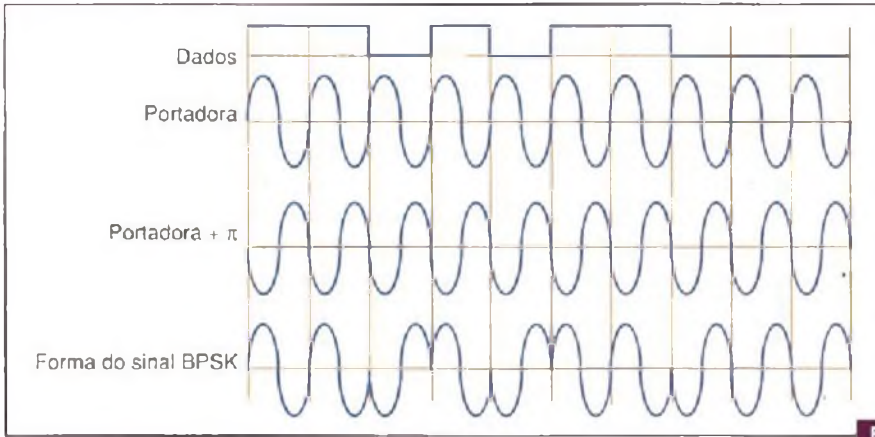 Dados
Portadora
Portadora + π
Forma do sinal BPSK